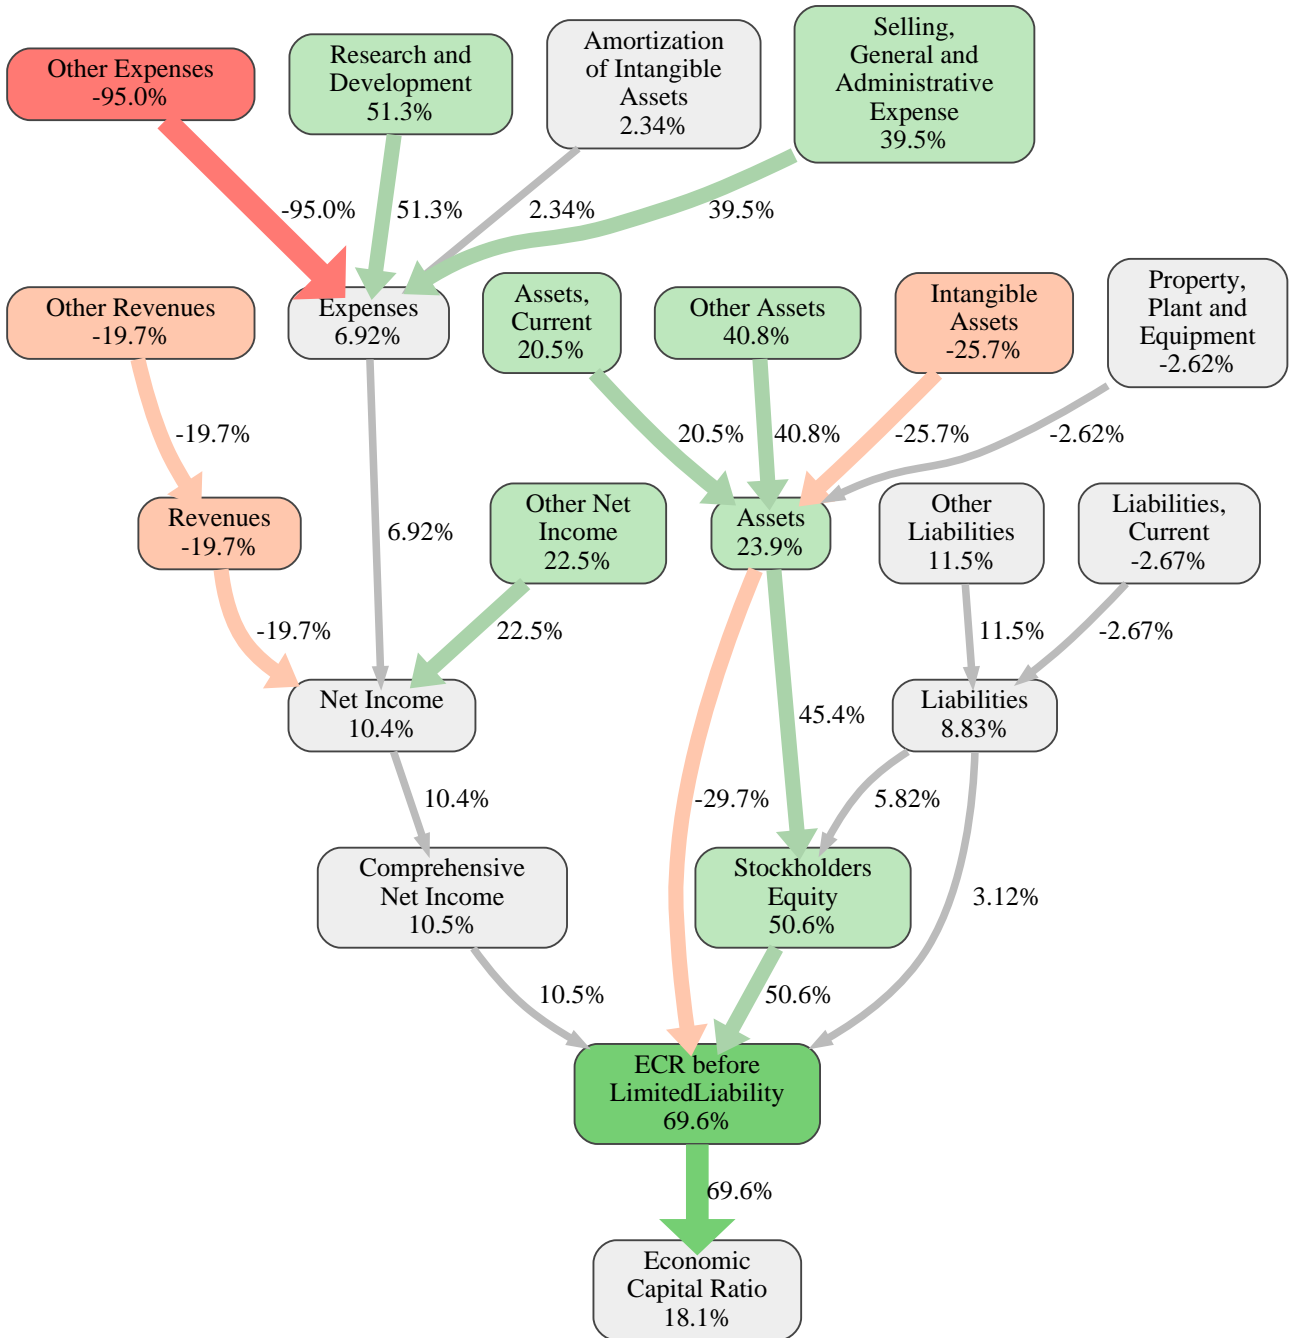 Other Expenses
-95.0%
Research and
Development
51.3%
Amortization
of Intangible
Assets
2.34%
Selling,
General and
Administrative
Expense
39.5%
-95.0%
51.3%
2.34%
39.5%
Other Revenues
-19.7%
Expenses
6.92%
Assets,
Current
20.5%
Other Assets
40.8%
Intangible
Assets
-25.7%
Property,
Plant and
Equipment
-2.62%
-19.7%
20.5%
40.8%
-25.7%
-2.62%
Revenues
-19.7%
6.92%
Other Net
Income
22.5%
Assets
23.9%
Other
Liabilities
11.5%
Liabilities,
Current
-2.67%
-19.7%
22.5%
11.5%
-2.67%
Net Income
10.4%
45.4%
Liabilities
8.83%
10.4%
-29.7%
5.82%
Comprehensive
Net Income
10.5%
Stockholders
Equity
50.6%
3.12%
10.5%
50.6%
ECR before
LimitedLiability
69.6%
69.6%
Economic
Capital Ratio
18.1%